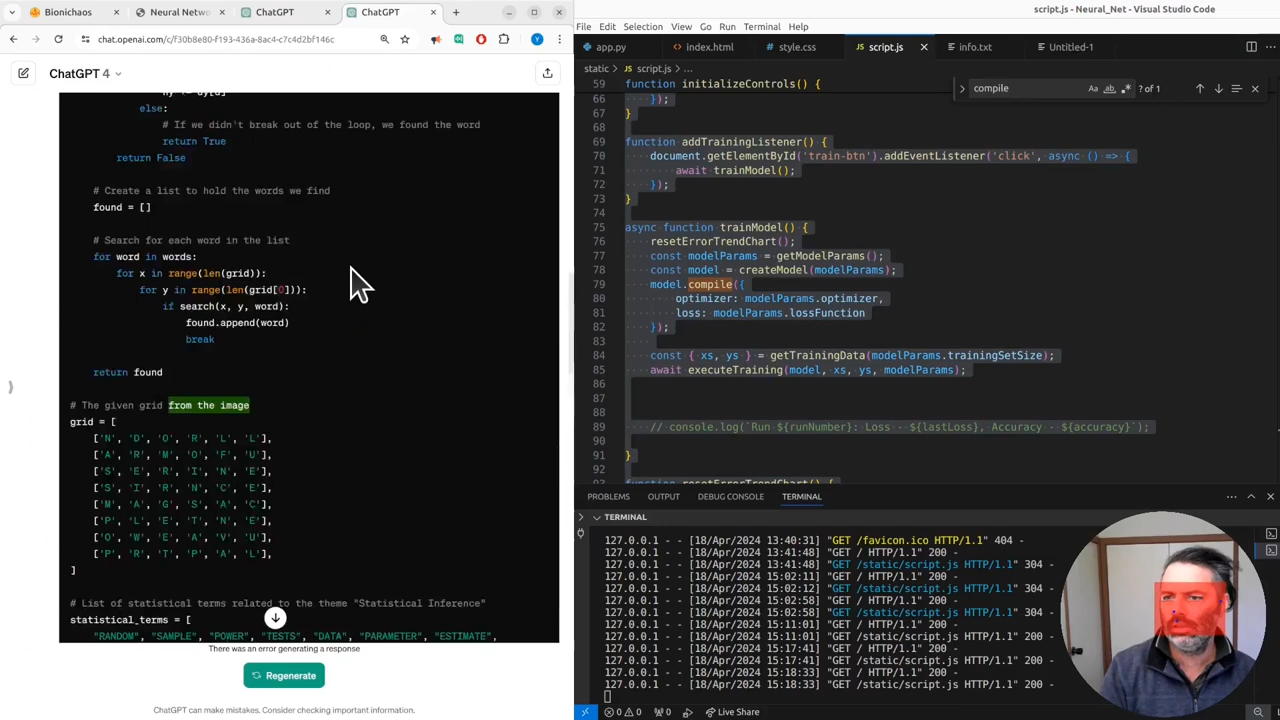 script.js - Neural_Net - Visual Studio Code
Bionichaos
Neural Netw
ChatGPT
ChatGPT
chat.openai.com/c/f30b8e80-f193-436a-8ac4-c7c4d2bf146c
ChatGPT 4
else:
# If we didn't break out of the loop, we found the word
return True
return False
# Create a list to hold the words we find
found = []
# Search for each word in the list
for word in words:
for x in range(len(grid)):
for y in range(len(grid[0])):
if search(x, y, word):
found.append(word)
break
return found
# The given grid from the image
grid = [
['N', 'D', 'O', 'R', 'L', 'L'],
['A', 'R', 'M', 'O', 'F', 'U'],
['S', 'E', 'R', 'I', 'N', 'E'],
['S', 'I', 'R', 'N', 'C', 'E'],
['M', 'A', 'G', 'S', 'A', 'C'],
['P', 'L', 'E', 'T', 'N', 'E'],
['O', 'W', 'E', 'A', 'V', 'U'],
['P', 'R', 'T', 'P', 'A', 'L'],
]
# List of statistical terms related to the theme "Statistical Inference"
statistical_terms = [
"RANDOM", "SAMPLE", "POWER", "TESTS", "DATA", "PARAMETER", "ESTIMATE",
There was an error generating a response
Regenerate
ChatGPT can make mistakes. Consider checking important information.
File Edit Selection View Go Run Terminal Help
app.py
index.html
style.css
script.js
info.txt
Untitled-1
static > script.js > ...
compile
Aa ab .* ? of 1
59 function initializeControls() {
66 });
67 }
68
69 function addTrainingListener() {
70 document.getElementById('train-btn').addEventListener('click', async () => {
71 await trainModel();
72 });
73 }
74
75 async function trainModel() {
76 resetErrorTrendChart();
77 const modelParams = getModelParams();
78 const model = createModel(modelParams);
79 model.compile({
80 optimizer: modelParams.optimizer,
81 loss: modelParams.lossFunction
82 });
83
84 const { xs, ys } = getTrainingData(modelParams.trainingSetSize);
85 await executeTraining(model, xs, ys, modelParams);
86
87
88
89 // console.log(`Run ${runNumber}: Loss - ${lastLoss}, Accuracy - ${accuracy}`);
90
91 }
92
PROBLEMS OUTPUT DEBUG CONSOLE TERMINAL
TERMINAL
127.0.0.1 - - [18/Apr/2024 13:40:31] "GET /favicon.ico HTTP/1.1" 404 -
127.0.0.1 - - [18/Apr/2024 13:41:48] "GET / HTTP/1.1" 200 -
127.0.0.1 - - [18/Apr/2024 13:41:48] "GET /static/script.js HTTP/1.1" 304 -
127.0.0.1 - - [18/Apr/2024 15:02:11] "GET / HTTP/1.1" 200 -
127.0.0.1 - - [18/Apr/2024 15:02:12] "GET /static/script.js HTTP/1.1" 304 -
127.0.0.1 - - [18/Apr/2024 15:02:58] "GET / HTTP/1.1" 200 -
127.0.0.1 - - [18/Apr/2024 15:02:58] "GET /static/script.js HTTP/1.1" 304 -
127.0.0.1 - - [18/Apr/2024 15:11:01] "GET / HTTP/1.1" 200 -
127.0.0.1 - - [18/Apr/2024 15:11:03] "GET / HTTP/1.1" 200 -
127.0.0.1 - - [18/Apr/2024 15:17:41] "GET / HTTP/1.1" 200 -
127.0.0.1 - - [18/Apr/2024 15:17:41] "GET / HTTP/1.1" 200 -
127.0.0.1 - - [18/Apr/2024 15:18:33] "GET / HTTP/1.1" 200 -
127.0.0.1 - - [18/Apr/2024 15:18:33] "GET / HTTP/1.1" 200 -
0 0 0 Live Share